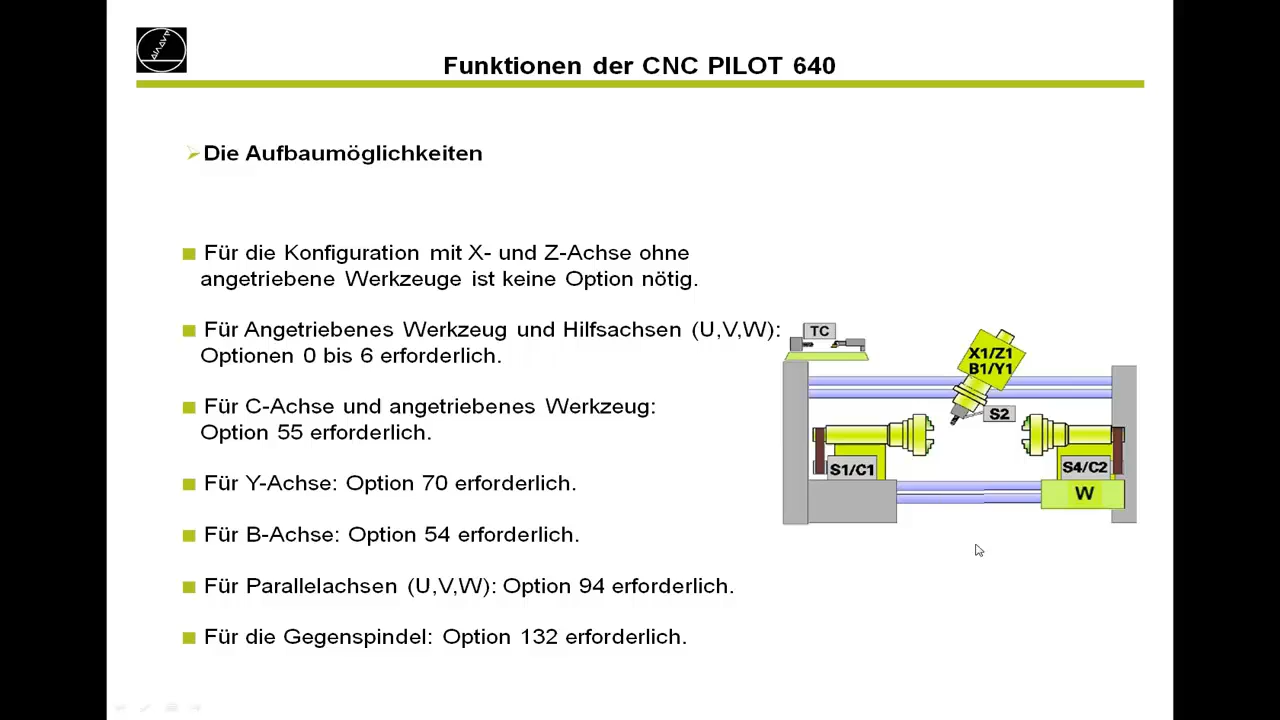 Funktionen der CNC PILOT 640
Die Aufbaumöglichkeiten
Für die Konfiguration mit X- und Z-Achse ohne
angetriebene Werkzeuge ist keine Option nötig.
Für Angetriebenes Werkzeug und Hilfsachsen (U,V,W):
Optionen 0 bis 6 erforderlich.
Für C-Achse und angetriebenes Werkzeug:
Option 55 erforderlich.
Für Y-Achse: Option 70 erforderlich.
Für B-Achse: Option 54 erforderlich.
Für Parallelachsen (U,V,W): Option 94 erforderlich.
Für die Gegenspindel: Option 132 erforderlich.
TC
X1/Z1
B1/Y1
S2
S1/C1
S4/C2
W